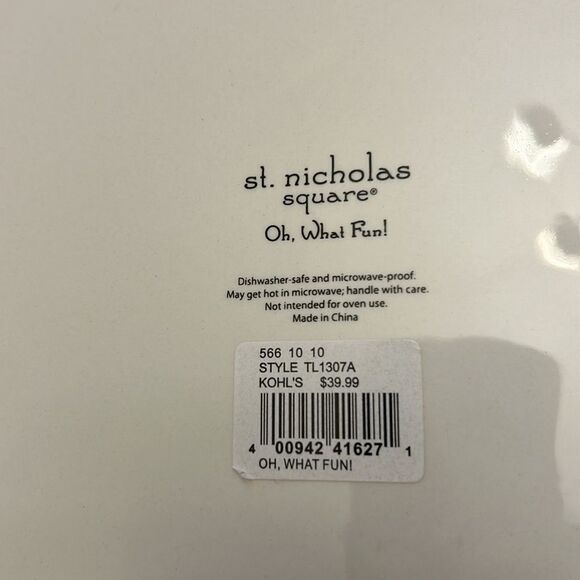 st. nicholas
square®
Oh, What Fun!
Dishwasher-safe and microwave-proof.
May get hot in microwave; handle with care.
Not intended for oven use.
Made in China
566 10 10
STYLE TL1307A
KOHL'S $39.99
4 00942 41627 1
OH, WHAT FUN!